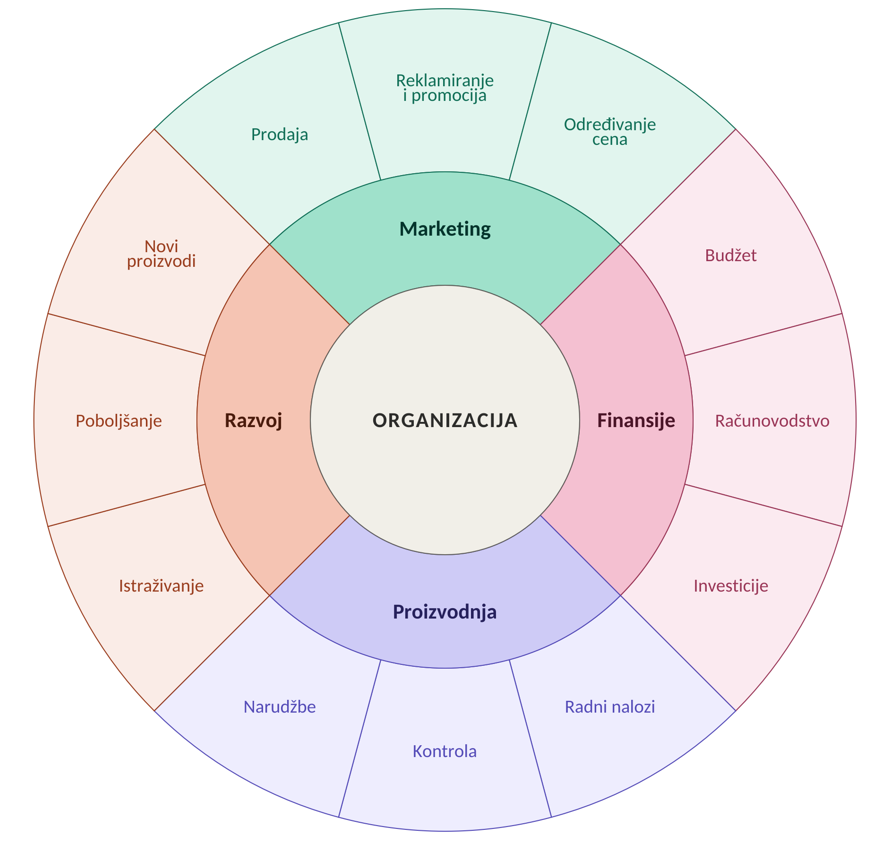 Reklamiranje
i promocija
Prodaja
Određivanje
cena
Marketing
Novi
proizvodi
Budžet
Poboljšanje
Razvoj
ORGANIZACIJA
Finansije
Računovodstvo
Istraživanje
Investicije
Proizvodnja
Narudžbe
Radni nalozi
Kontrola